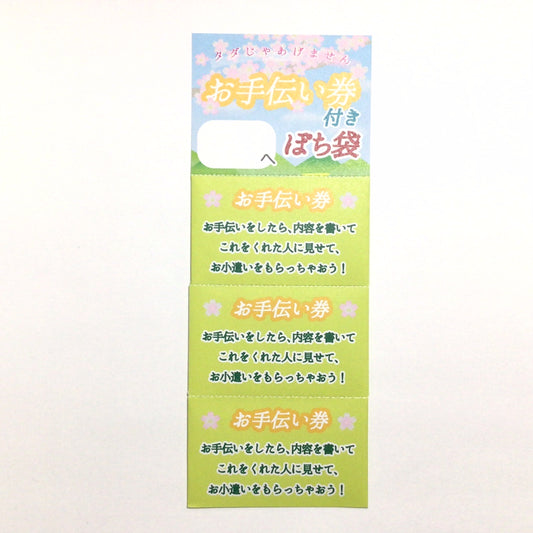 タダじゃあげません
お手伝い券
付き
ぽち袋
へ
お手伝い券
お手伝いをしたら、内容を書いて
これをくれた人に見せて、
お小遣いをもらっちゃおう！
お手伝い券
お手伝いをしたら、内容を書いて
これをくれた人に見せて、
お小遣いをもらっちゃおう！
お手伝い券
お手伝いをしたら、内容を書いて
これをくれた人に見せて、
お小遣いをもらっちゃおう！